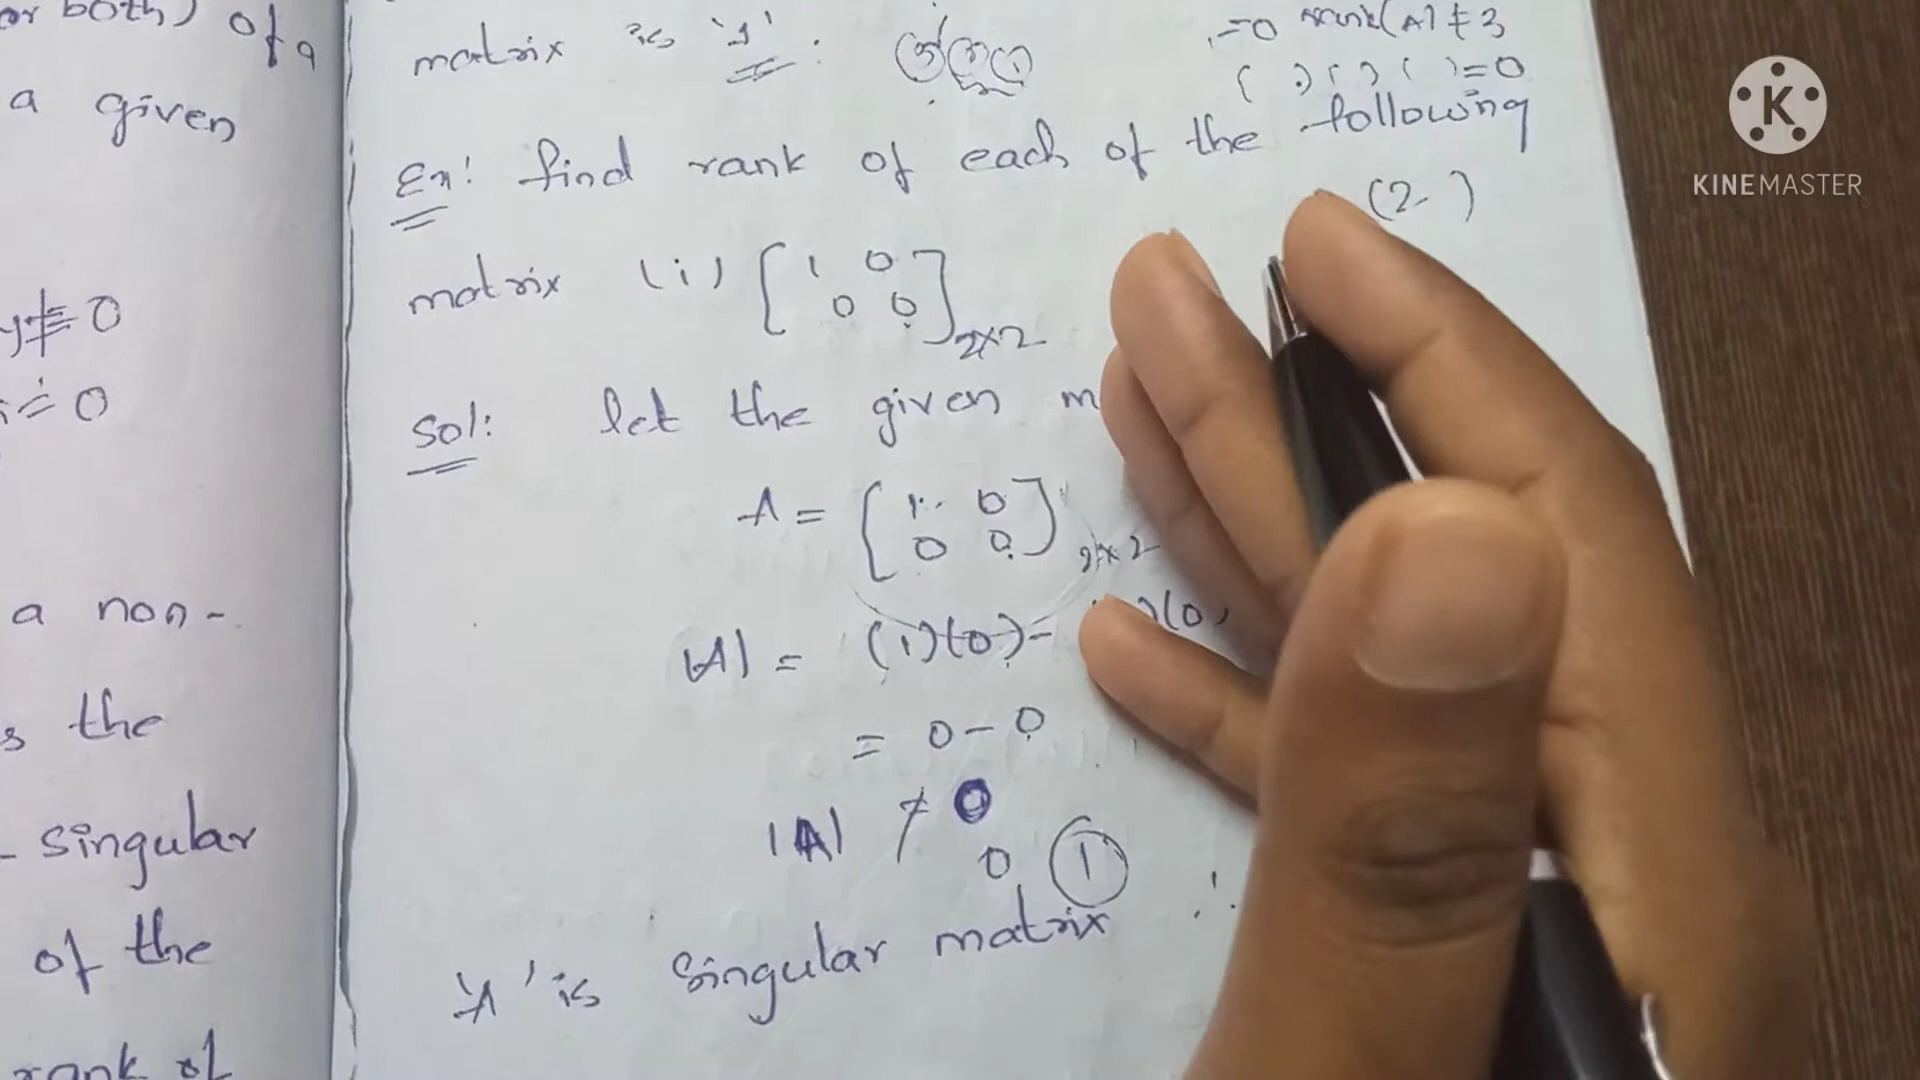 or both) of a
a given
≠ 0
= 0
a non-
s the
- singular
of the
rank of
matrix is '1'.
=0 rank(A) ≠ 3
( ) ( ) ( )=0
Ex: find rank of each of the following
(2 )
matrix (i) [1 0
0 0]2×2
Sol: let the given m
A = [1 0
0 0]2×2
|A| = (1)(0)- )(0)
= 0-0
|A| ≠ 0
0 1
'A' is singular matrix
K
KINEMASTER